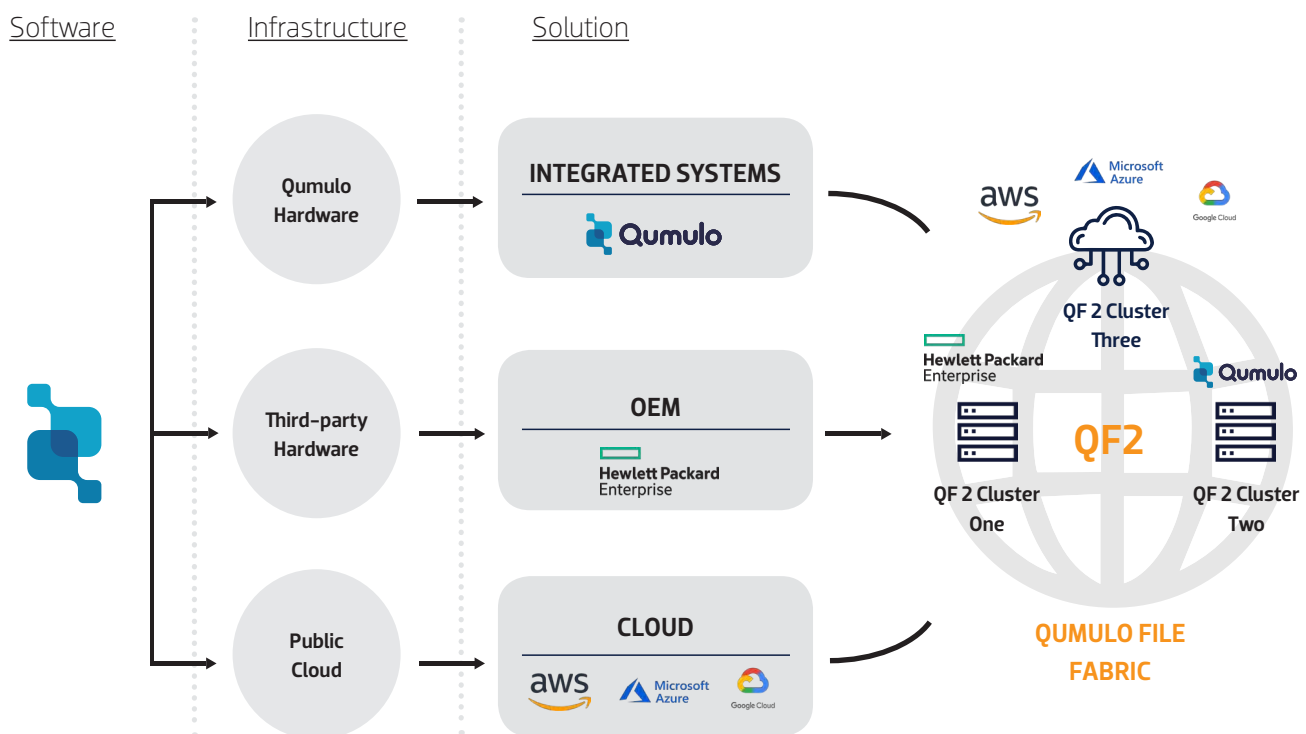 Software
Infrastructure
Solution
Qumulo
Hardware
INTEGRATED SYSTEMS
Qumulo
Third-party
Hardware
OEM
Hewlett Packard
Enterprise
Public
Cloud
CLOUD
aws
Microsoft
Azure
Google Cloud
aws
Microsoft
Azure
Google Cloud
QF 2 Cluster
Three
Hewlett Packard
Enterprise
Qumulo
QF2
QF 2 Cluster
One
QF 2 Cluster
Two
QUMULO FILE
FABRIC